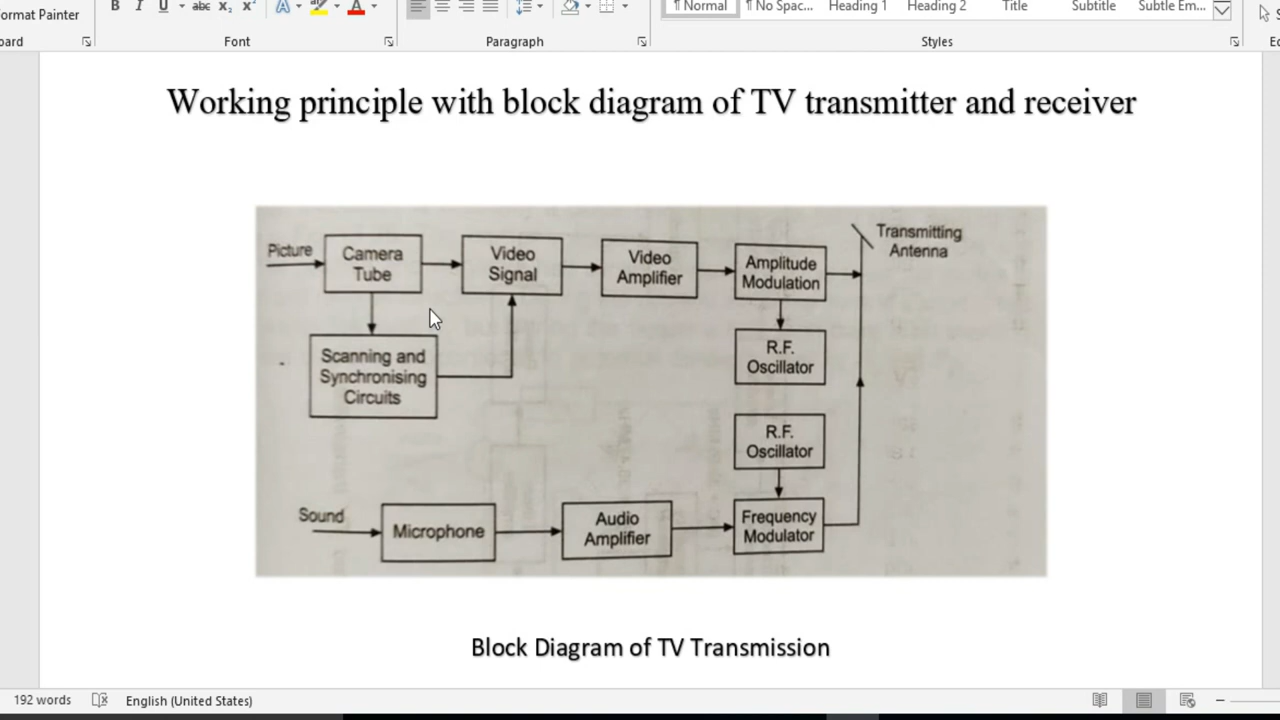 ormat Painter
B I U abc x₂ x² A A
¶ Normal ¶ No Spac... Heading 1 Heading 2 Title Subtitle Subtle Em...
ard
Font
Paragraph
Styles
Working principle with block diagram of TV transmitter and receiver
Picture
Camera
Tube
Video
Signal
Video
Amplifier
Amplitude
Modulation
Transmitting
Antenna
Scanning and
Synchronising
Circuits
R.F.
Oscillator
R.F.
Oscillator
Sound
Microphone
Audio
Amplifier
Frequency
Modulator
Block Diagram of TV Transmission
192 words
English (United States)